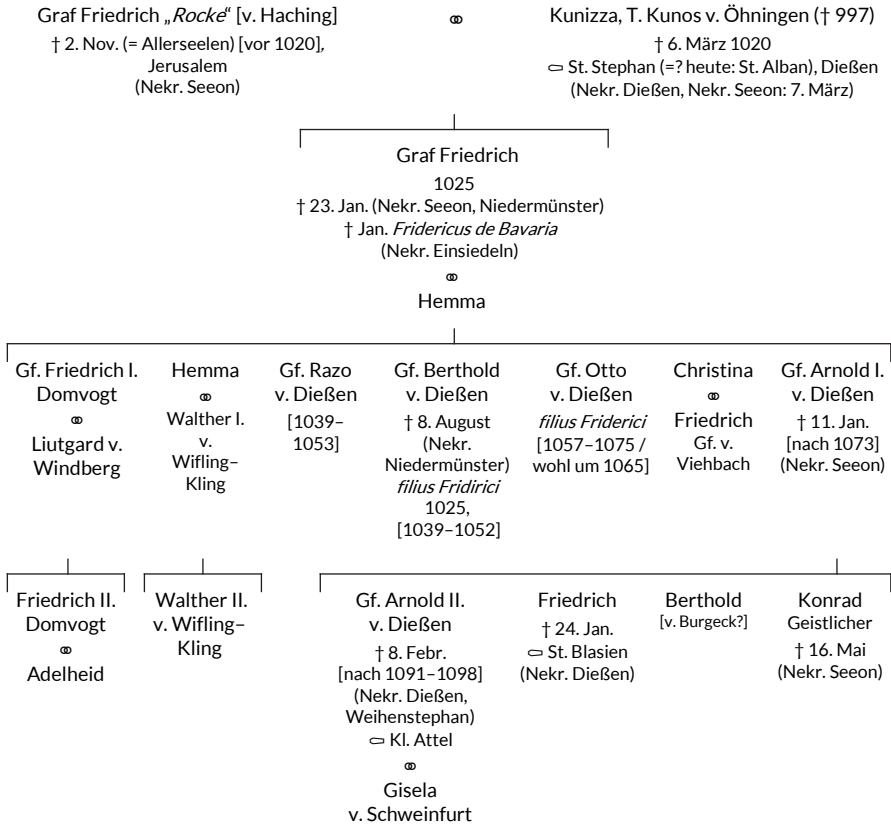 Graf Friedrich „Rocke“ [v. Haching]
† 2. Nov. (= Allerseelen) [vor 1020],
Jerusalem
(Nekr. Seeon)
⚭
Kunizza, T. Kunos v. Öhningen († 997)
† 6. März 1020
⚰ St. Stephan (=? heute: St. Alban), Dießen
(Nekr. Dießen, Nekr. Seeon: 7. März)
Graf Friedrich
1025
† 23. Jan. (Nekr. Seeon, Niedermünster)
† Jan. Fridericus de Bavaria
(Nekr. Einsiedeln)
⚭
Hemma
Gf. Friedrich I.
Domvogt
⚭
Liutgard v.
Windberg
Hemma
⚭
Walther I.
v.
Wifling–
Kling
Gf. Razo
v. Dießen
[1039–
1053]
Gf. Berthold
v. Dießen
† 8. August
(Nekr.
Niedermünster)
filius Fridirici
1025,
[1039–1052]
Gf. Otto
v. Dießen
filius Friderici
[1057–1075 /
wohl um 1065]
Christina
⚭
Friedrich
Gf. v.
Viehbach
Gf. Arnold I.
v. Dießen
† 11. Jan.
[nach 1073]
(Nekr. Seeon)
Friedrich II.
Domvogt
⚭
Adelheid
Walther II.
v. Wifling–
Kling
Gf. Arnold II.
v. Dießen
† 8. Febr.
[nach 1091–1098]
(Nekr. Dießen,
Weihenstephan)
⚰ Kl. Attel
⚭
Gisela
v. Schweinfurt
Friedrich
† 24. Jan.
⚰ St. Blasien
(Nekr. Dießen)
Berthold
[v. Burgeck?]
Konrad
Geistlicher
† 16. Mai
(Nekr. Seeon)